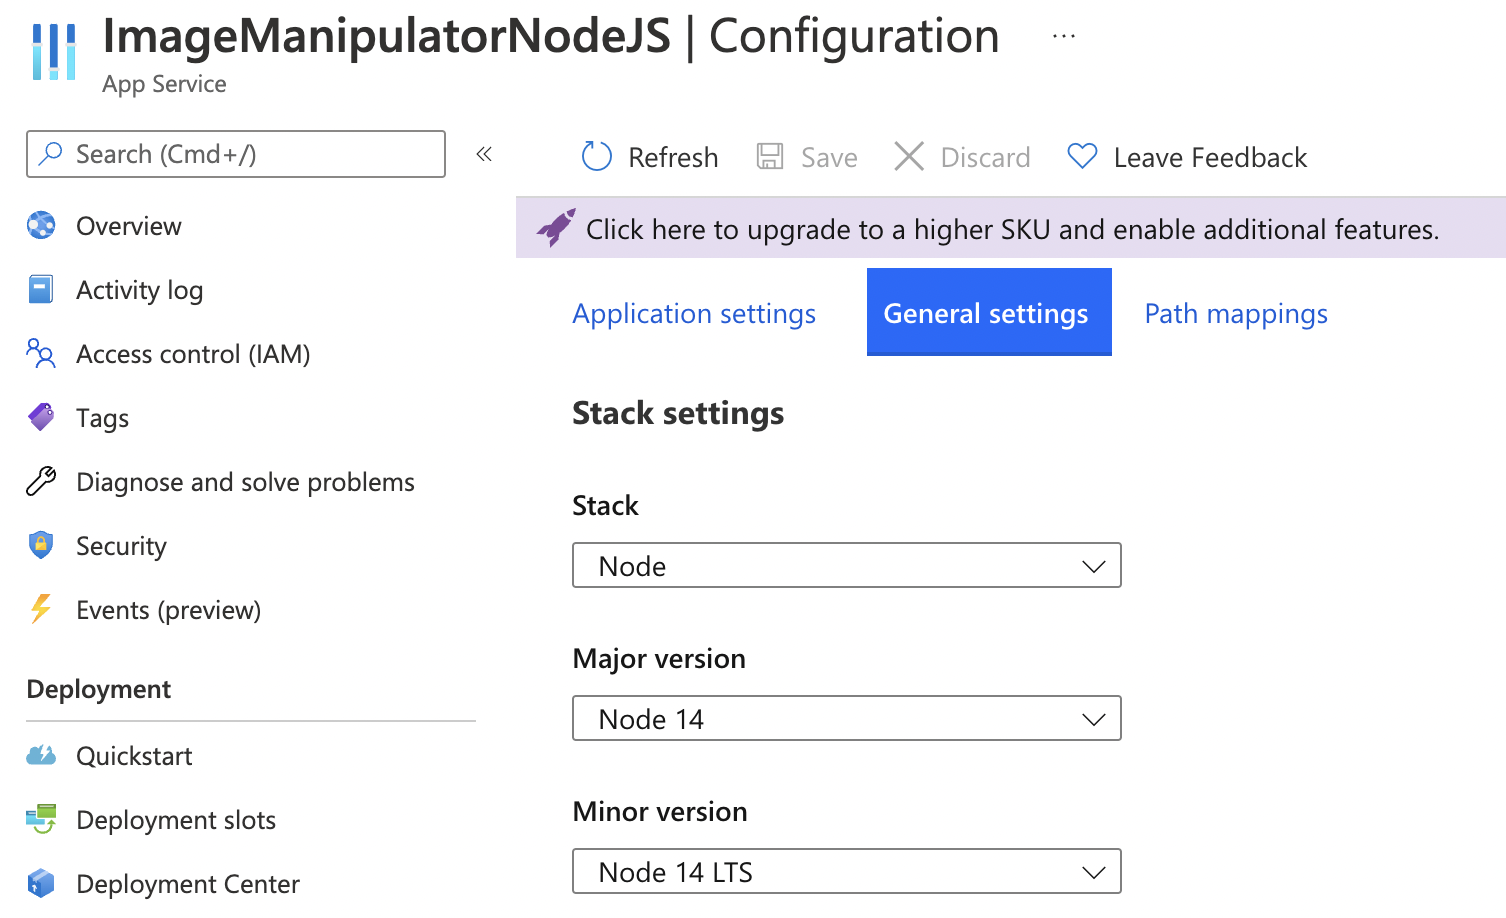 ImageManipulatorNodeJS | Configuration ...
App Service
Search (Cmd+/)
«
Overview
Activity log
Access control (IAM)
Tags
Diagnose and solve problems
Security
Events (preview)
Deployment
Quickstart
Deployment slots
Deployment Center
Refresh Save Discard Leave Feedback
Click here to upgrade to a higher SKU and enable additional features.
Application settings General settings Path mappings
Stack settings
Stack
Node
Major version
Node 14
Minor version
Node 14 LTS